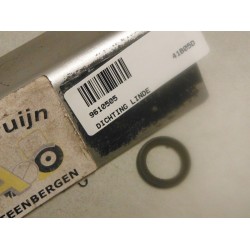 9610505
DICHTING LINDE
418050
uijn
TEENBERGEN